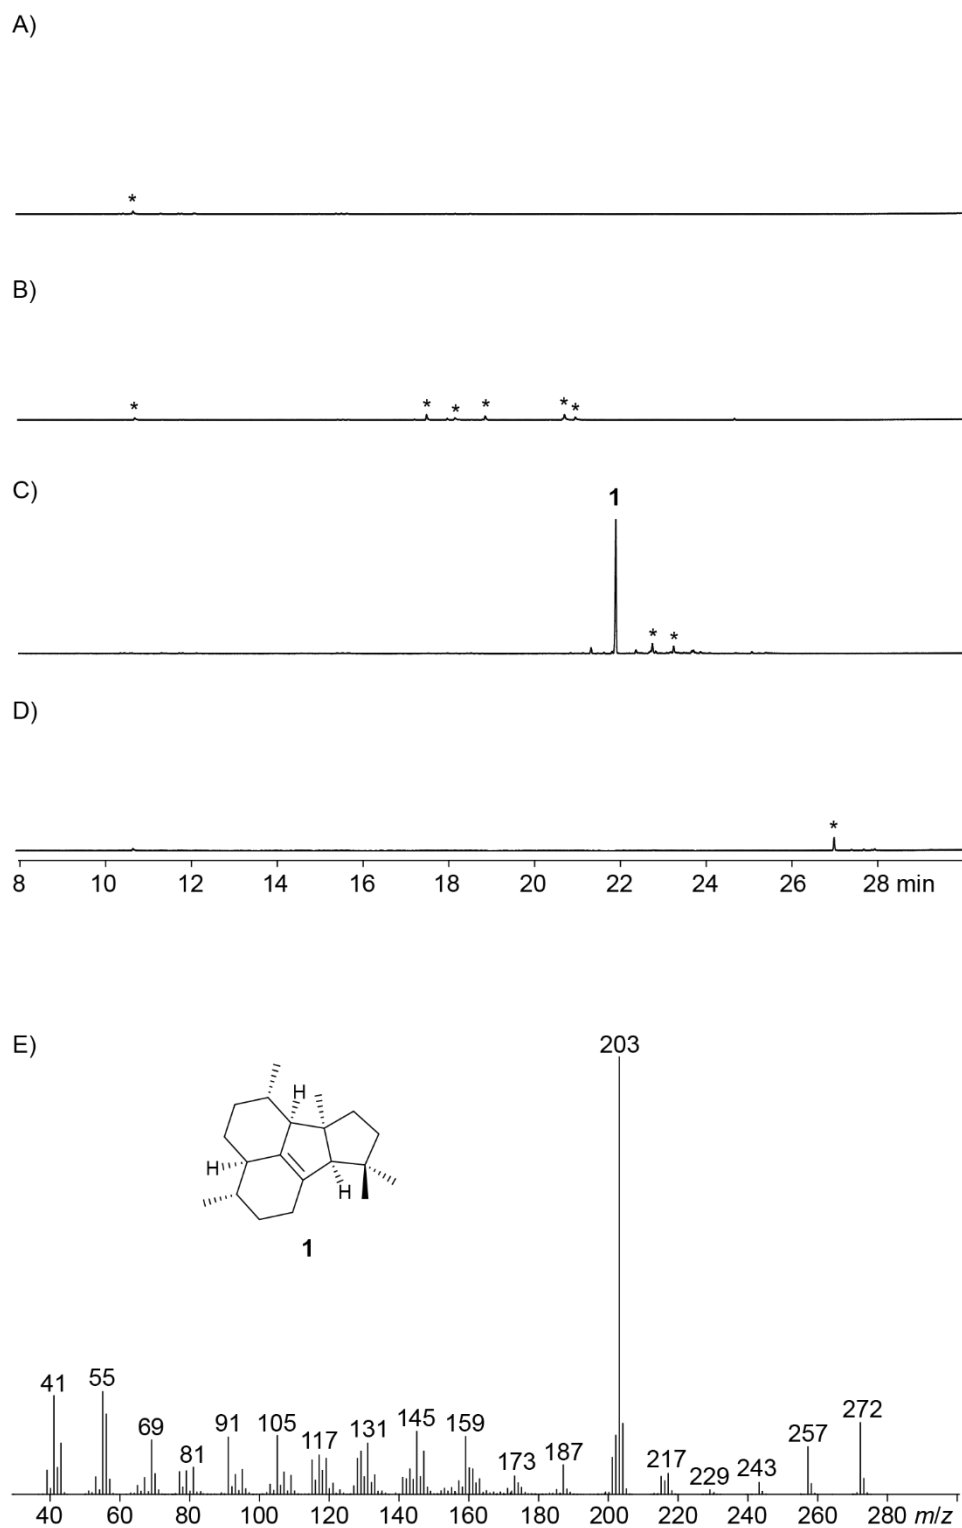 A)
*
B)
* * * * * *
C)
1
* *
D)
*
8 10 12 14 16 18 20 22 24 26 28 min
E)
203
H
H
H
1
41 55 69 81 91 105 117 131 145 159 173 187 217 229 243 257 272
40 60 80 100 120 140 160 180 200 220 240 260 280 m/z